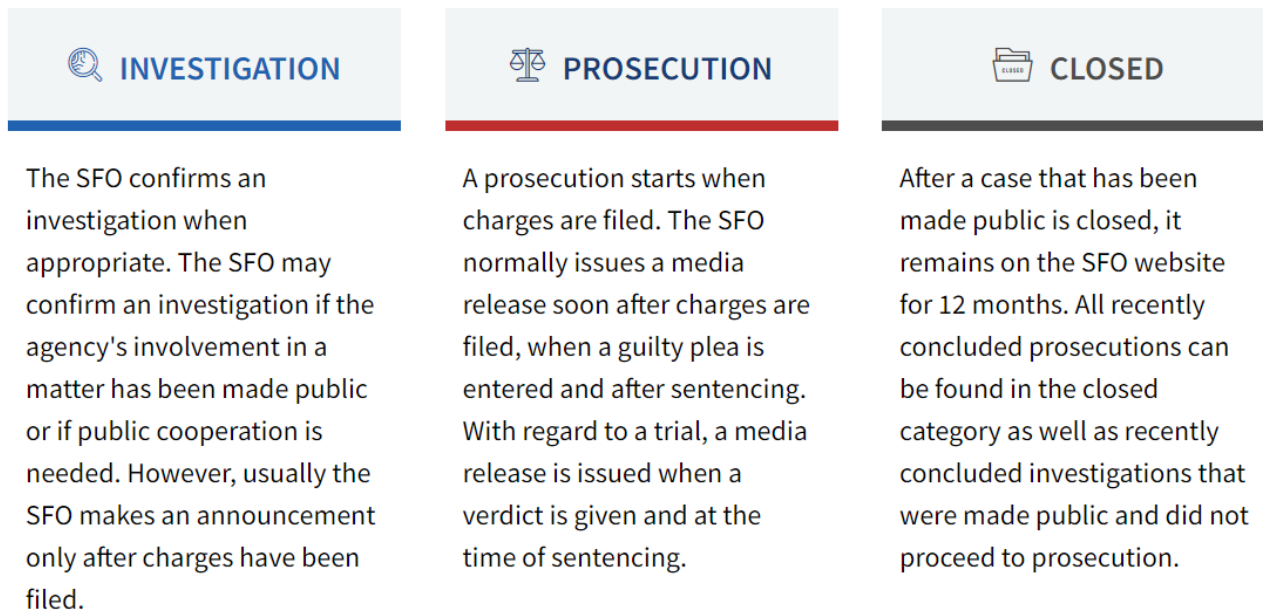 INVESTIGATION
The SFO confirms an
investigation when
appropriate. The SFO may
confirm an investigation if the
agency's involvement in a
matter has been made public
or if public cooperation is
needed. However, usually the
SFO makes an announcement
only after charges have been
filed.
PROSECUTION
A prosecution starts when
charges are filed. The SFO
normally issues a media
release soon after charges are
filed, when a guilty plea is
entered and after sentencing.
With regard to a trial, a media
release is issued when a
verdict is given and at the
time of sentencing.
CLOSED
CLOSED
After a case that has been
made public is closed, it
remains on the SFO website
for 12 months. All recently
concluded prosecutions can
be found in the closed
category as well as recently
concluded investigations that
were made public and did not
proceed to prosecution.